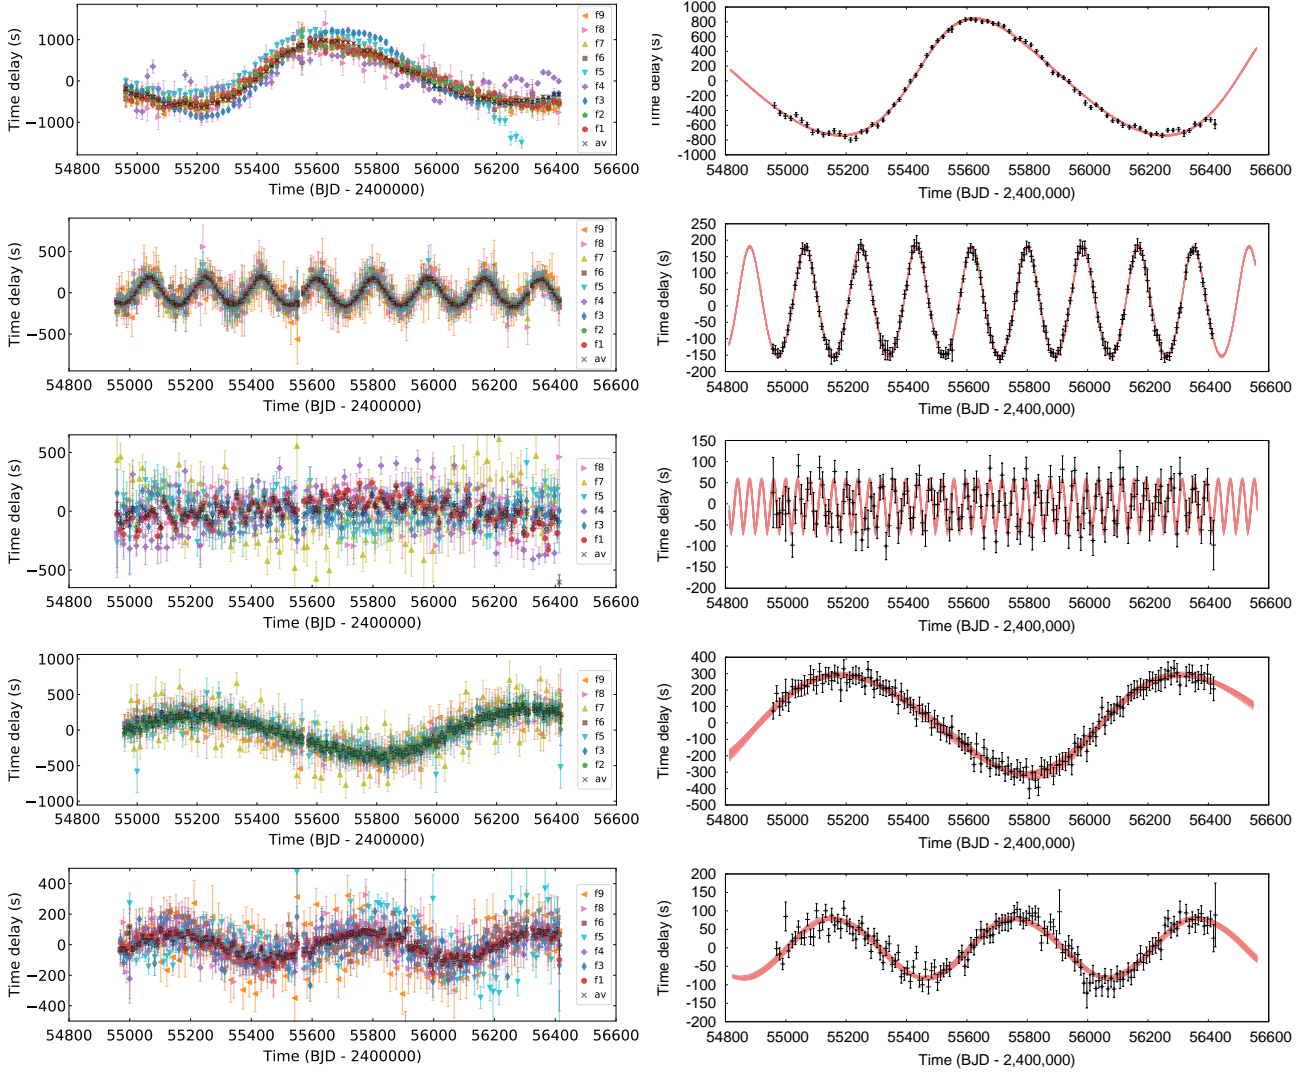 Time delay (s)
1000
0
−1000
54800 55000 55200 55400 55600 55800 56000 56200 56400 56600
Time (BJD - 2400000)
f9
f8
f7
f6
f5
f4
f3
f2
f1
av
Time delay (s)
1000
800
600
400
200
0
-200
-400
-600
-800
-1000
54800 55000 55200 55400 55600 55800 56000 56200 56400 56600
Time (BJD - 2,400,000)
Time delay (s)
500
0
−500
54800 55000 55200 55400 55600 55800 56000 56200 56400 56600
Time (BJD - 2400000)
f9
f8
f7
f6
f5
f4
f3
f2
f1
av
Time delay (s)
250
200
150
100
50
0
-50
-100
-150
-200
54800 55000 55200 55400 55600 55800 56000 56200 56400 56600
Time (BJD - 2,400,000)
Time delay (s)
500
0
−500
54800 55000 55200 55400 55600 55800 56000 56200 56400 56600
Time (BJD - 2400000)
f8
f7
f5
f4
f3
f1
av
Time delay (s)
150
100
50
0
-50
-100
-150
-200
54800 55000 55200 55400 55600 55800 56000 56200 56400 56600
Time (BJD - 2,400,000)
Time delay (s)
1000
500
0
−500
−1000
54800 55000 55200 55400 55600 55800 56000 56200 56400 56600
Time (BJD - 2400000)
f9
f8
f7
f6
f5
f3
f2
av
Time delay (s)
400
300
200
100
0
-100
-200
-300
-400
-500
54800 55000 55200 55400 55600 55800 56000 56200 56400 56600
Time (BJD - 2,400,000)
Time delay (s)
400
200
0
−200
−400
54800 55000 55200 55400 55600 55800 56000 56200 56400 56600
Time (BJD - 2400000)
f9
f8
f6
f5
f4
f3
f1
av
Time delay (s)
200
150
100
50
0
-50
-100
-150
-200
54800 55000 55200 55400 55600 55800 56000 56200 56400 56600
Time (BJD - 2,400,000)